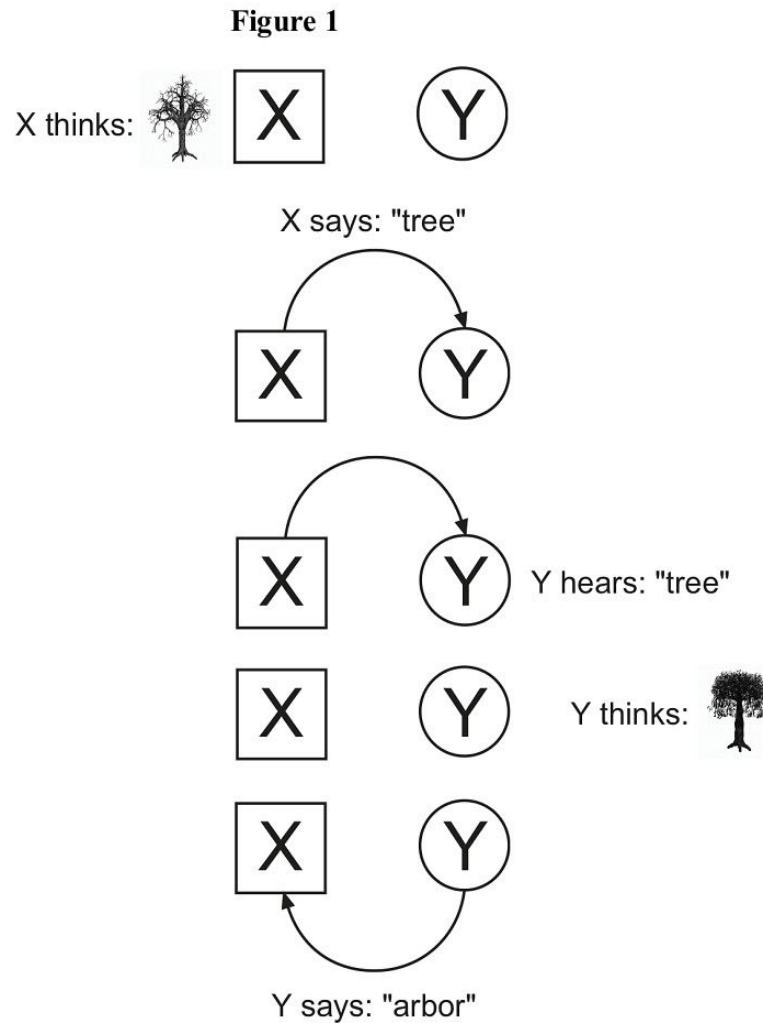 Figure 1
X thinks: X Y
X says: "tree"
X Y
X Y Y hears: "tree"
X Y Y thinks:
X Y
Y says: "arbor"